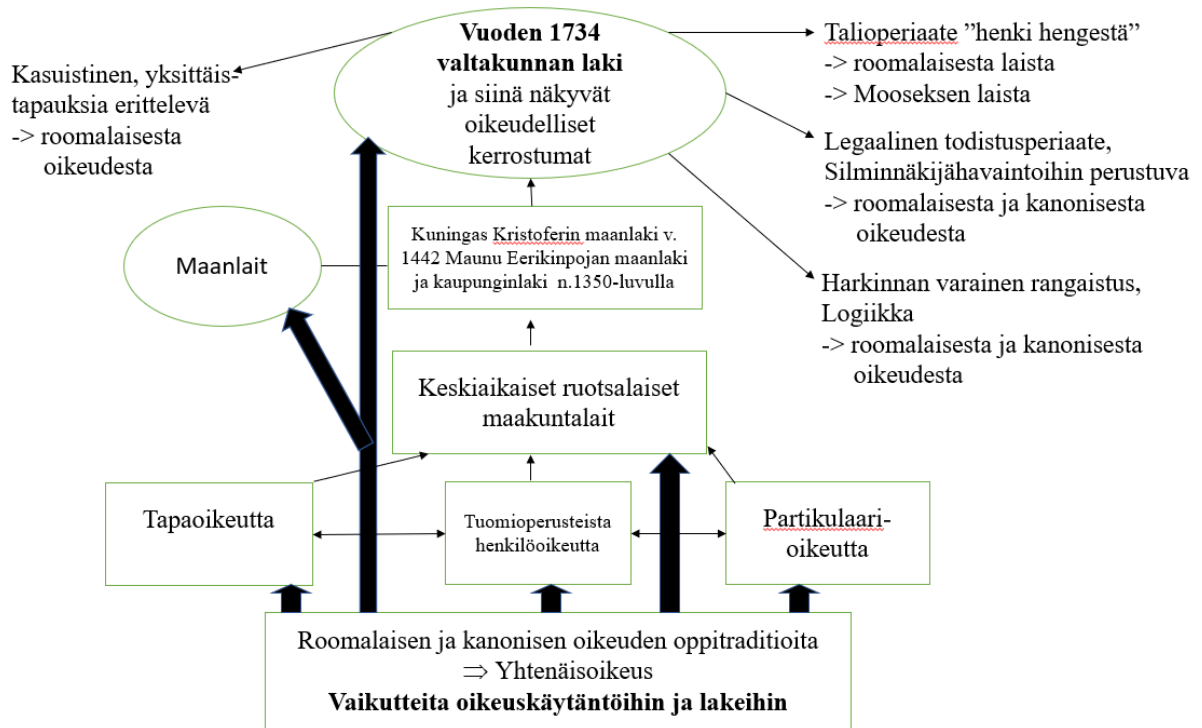 Vuoden 1734
valtakunnan laki
ja siinä näkyvät
oikeudelliset
kerrostumat
Kasuistinen, yksittäis-
tapauksia erittelevä
-> roomalaisesta
oikeudesta
Talioperiaate ”henki hengestä”
-> roomalaisesta laista
-> Mooseksen laista
Legaalinen todistusperiaate,
Silminnäkijähavaintoihin perustuva
-> roomalaisesta ja kanonisesta
oikeudesta
Harkinnan varainen rangaistus,
Logiikka
-> roomalaisesta ja kanonisesta
oikeudesta
Maanlait
Kuningas Kristoferin maanlaki v.
1442 Maunu Eerikinpojan maanlaki
ja kaupunginlaki n.1350-luvulla
Keskiaikaiset ruotsalaiset
maakuntalait
Tapaoikeutta
Tuomioperusteista
henkilöoikeutta
Partikulaari-
oikeutta
Roomalaisen ja kanonisen oikeuden oppitraditioita
⇒ Yhtenäisoikeus
Vaikutteita oikeuskäytäntöihin ja lakeihin